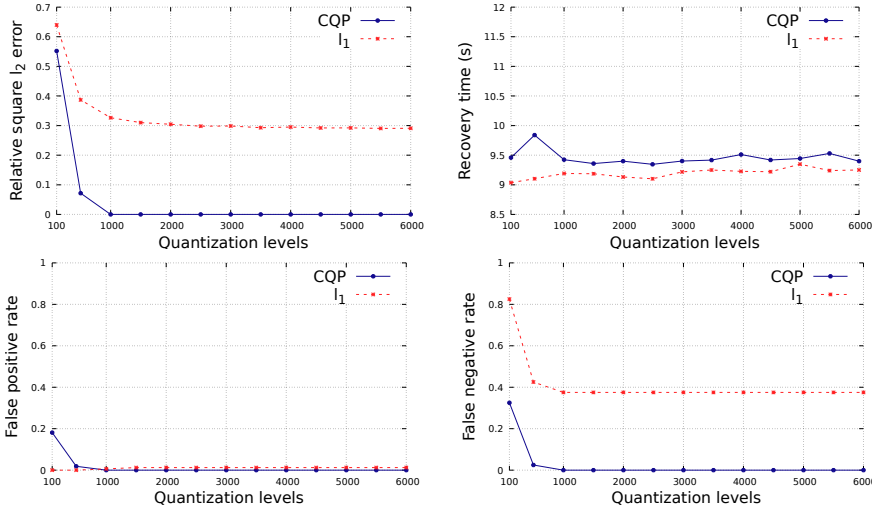 CQP
l1
Relative square l2 error
0.7
0.6
0.5
0.4
0.3
0.2
0.1
0
100 1000 2000 3000 4000 5000 6000
Quantization levels
CQP
l1
Recovery time (s)
12
11.5
11
10.5
10
9.5
9
8.5
100 1000 2000 3000 4000 5000 6000
Quantization levels
CQP
l1
False positive rate
1
0.8
0.6
0.4
0.2
0
100 1000 2000 3000 4000 5000 6000
Quantization levels
CQP
l1
False negative rate
1
0.8
0.6
0.4
0.2
0
100 1000 2000 3000 4000 5000 6000
Quantization levels